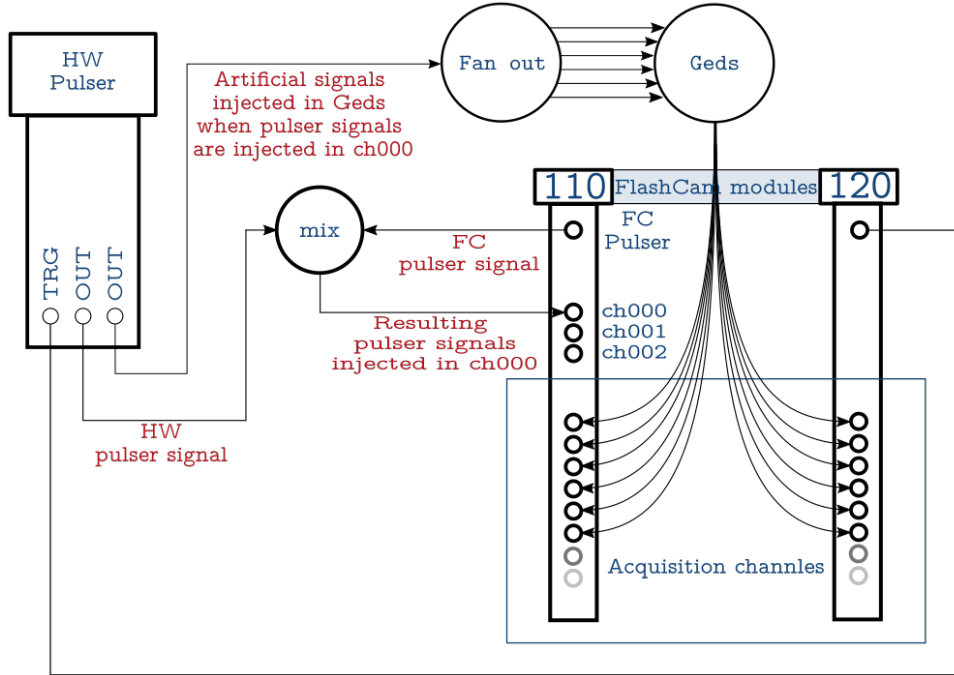 HW
Pulser
Fan out
Geds
Artificial signals
injected in Geds
when pulser signals
are injected in ch000
110
FlashCam modules
120
mix
FC
pulser signal
FC
Pulser
TRG
OUT
OUT
ch000
ch001
ch002
Resulting
pulser signals
injected in ch000
HW
pulser signal
Acquisition channles